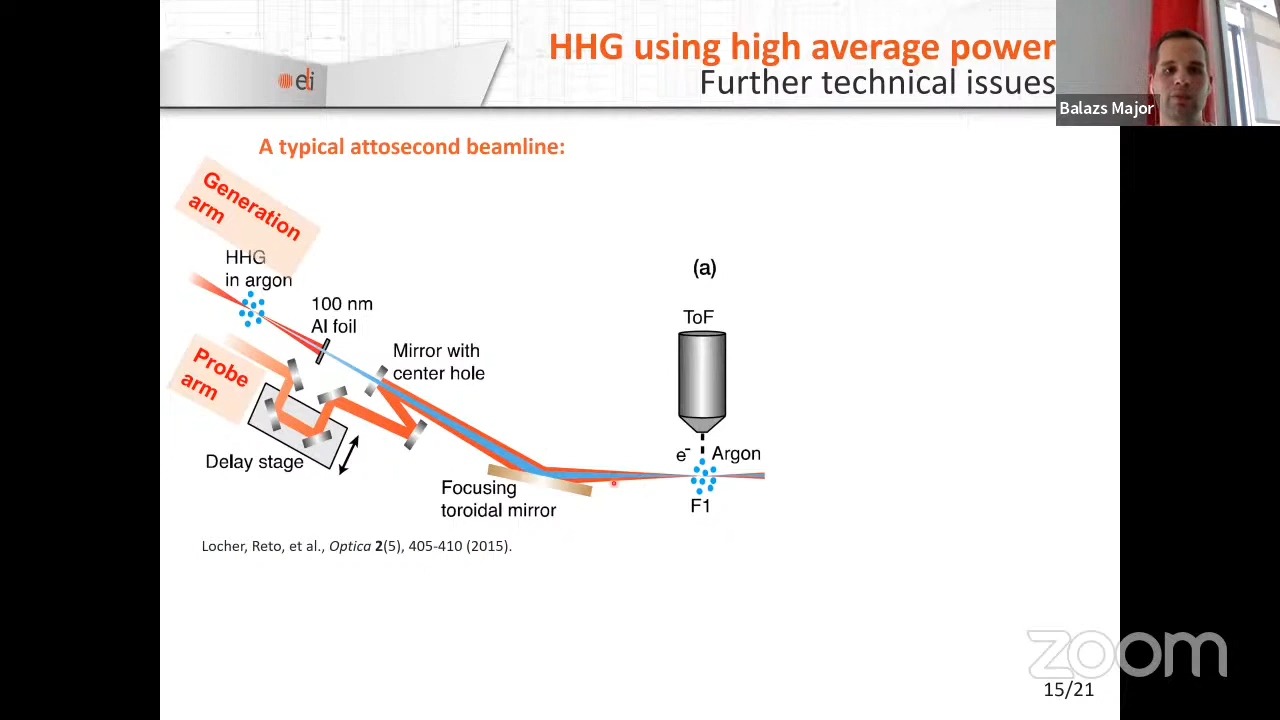 HHG using high average power
Further technical issues
eli
Balazs Major
A typical attosecond beamline:
Generation
arm
HHG
in argon
100 nm
Al foil
Mirror with
center hole
Probe
arm
Delay stage
Focusing
toroidal mirror
(a)
ToF
e-
Argon
F1
Locher, Reto, et al., Optica 2(5), 405-410 (2015).
zoom
15/21